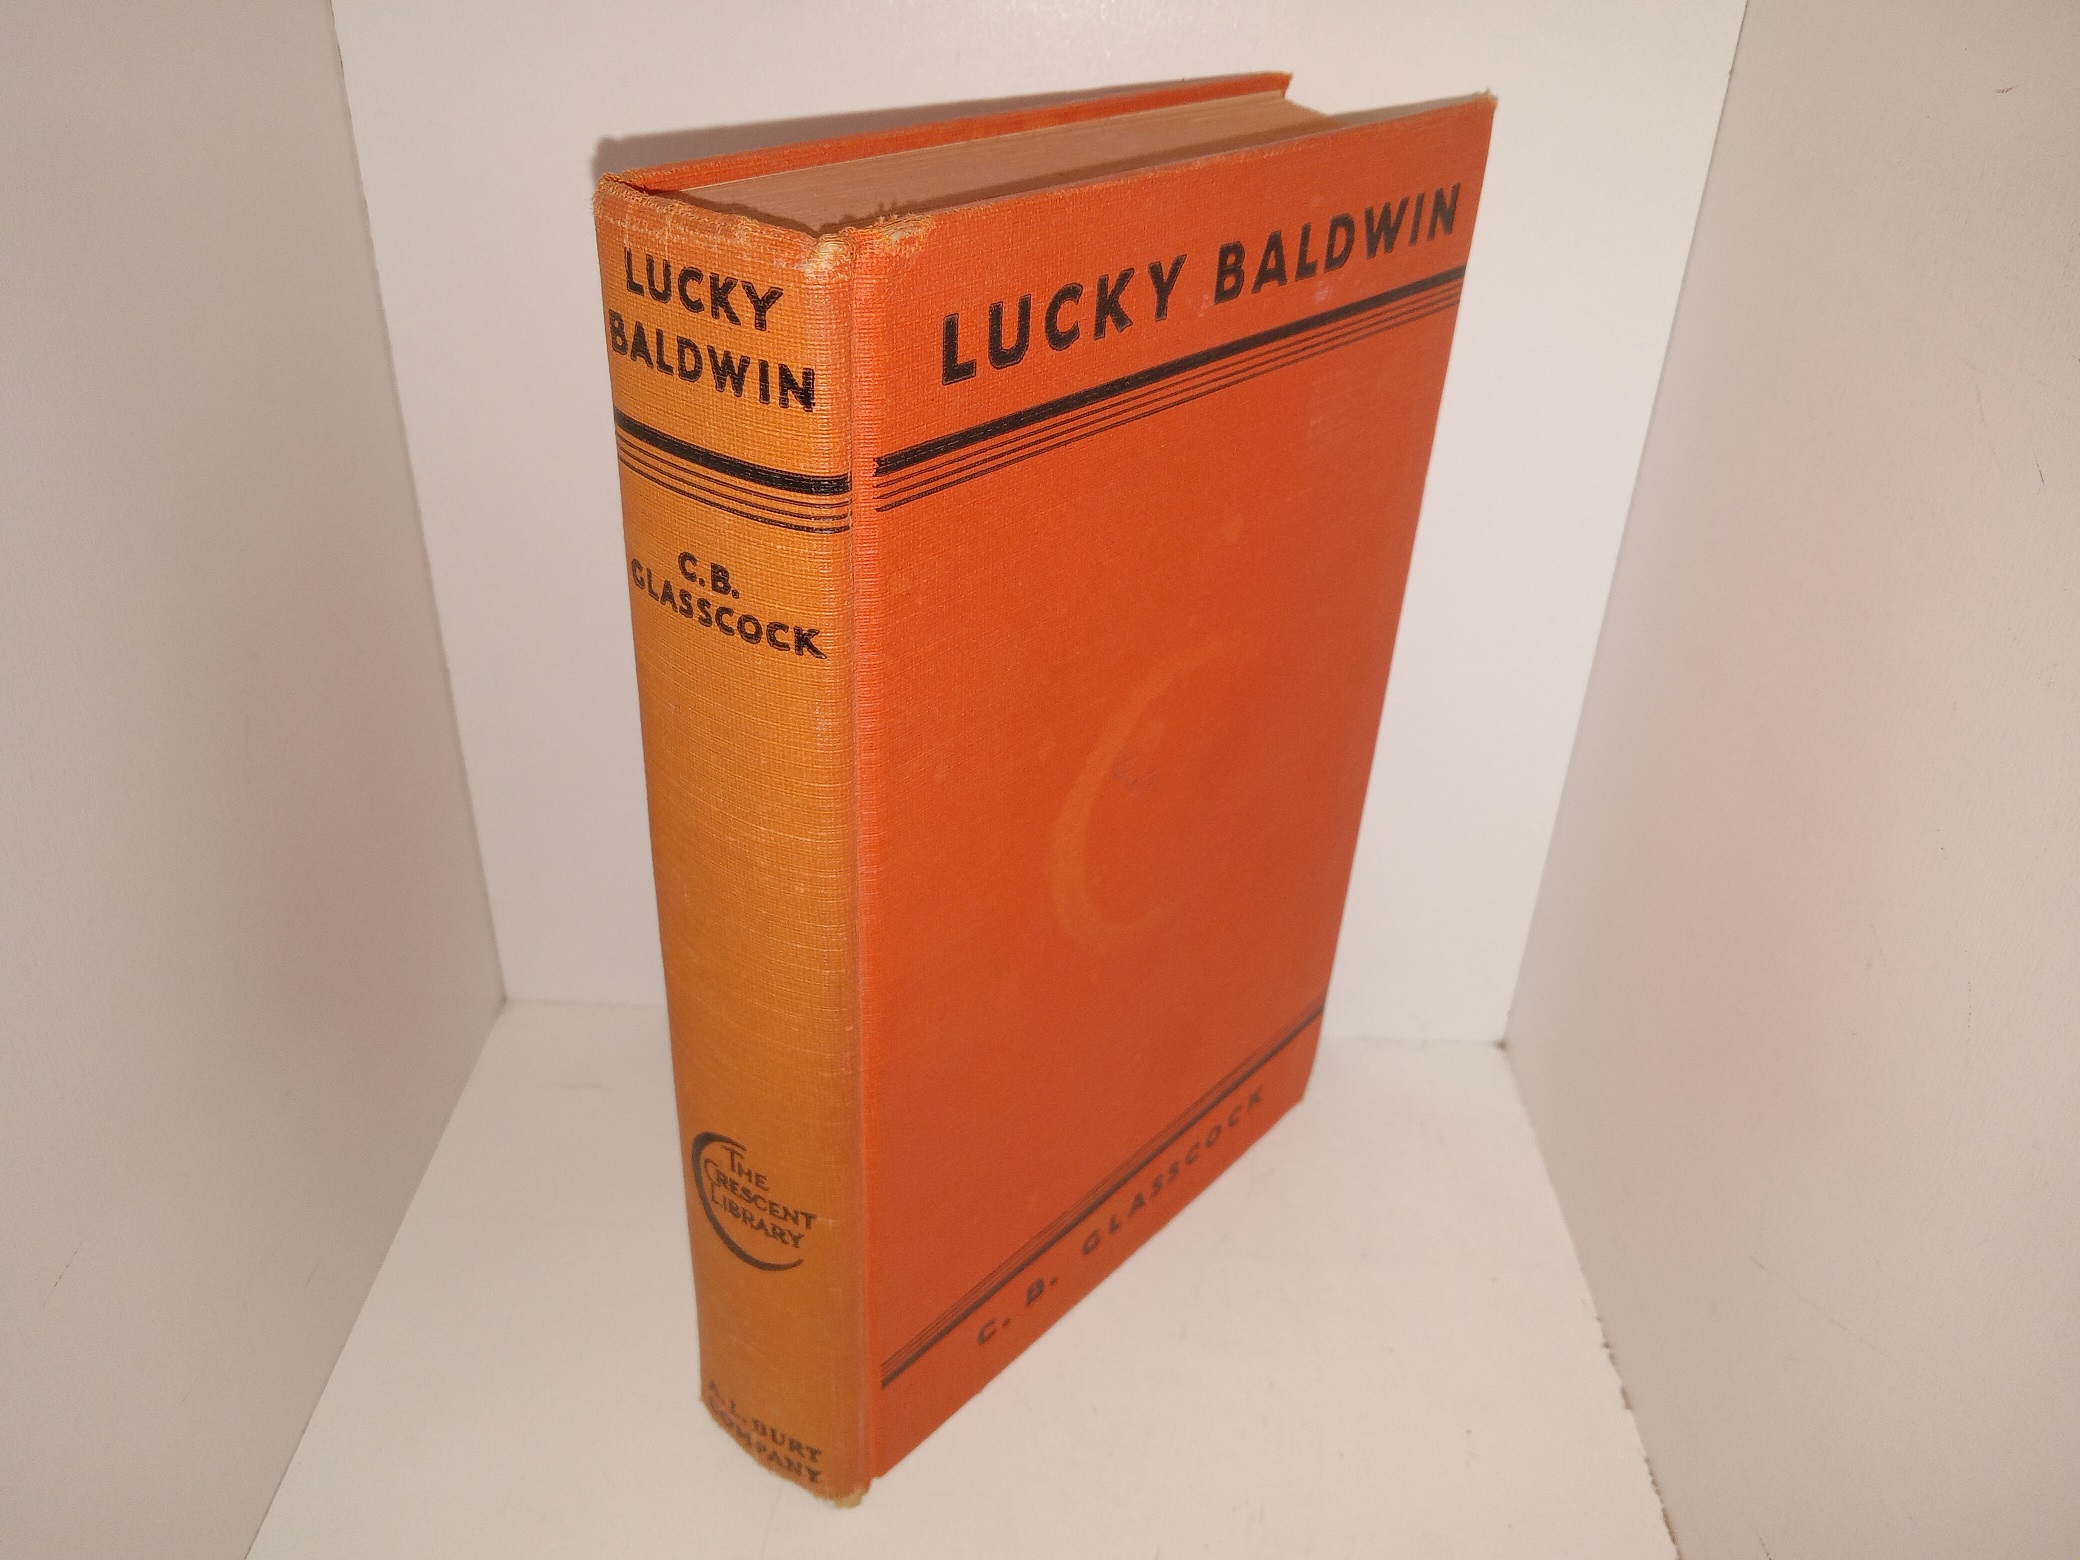 LUCKY
BALDWIN
C.B.
GLASSCOCK
THE
CRESCENT
LIBRARY
A.L.BURT
COMPANY
LUCKY BALDWIN
C. B. GLASSCOCK